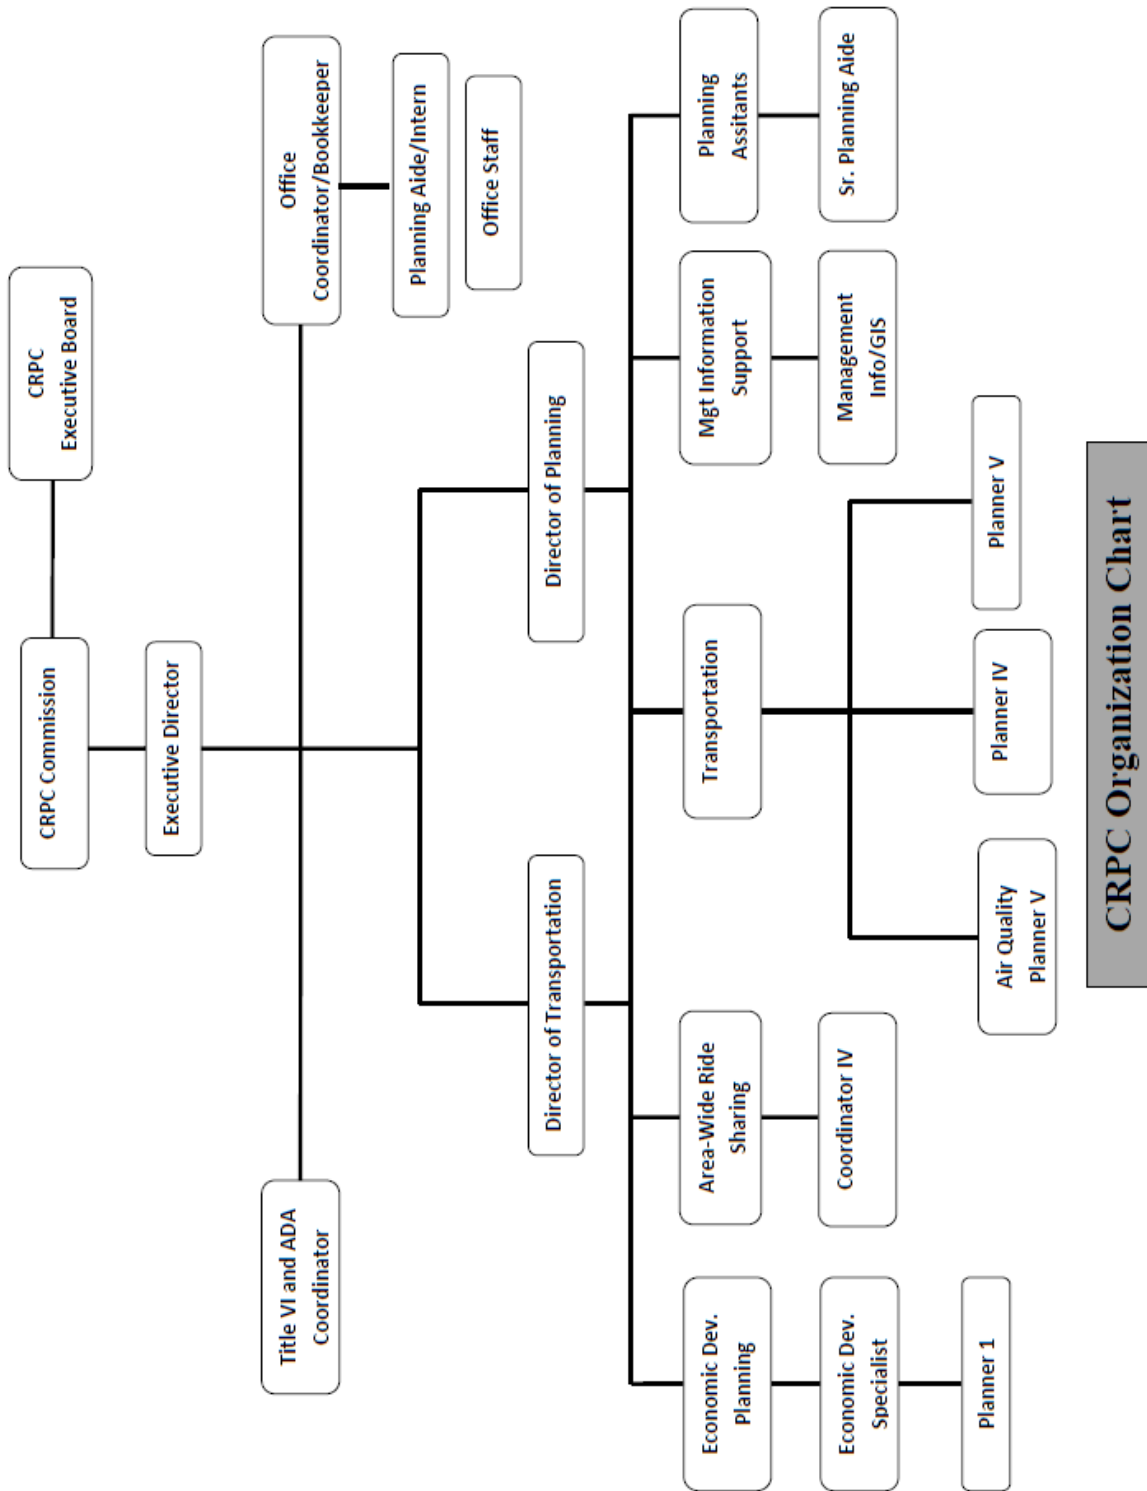 CRPC
Executive Board
CRPC Commission
Executive Director
Title VI and ADA
Coordinator
Office
Coordinator/Bookkeeper
Planning Aide/Intern
Office Staff
Director of Transportation
Director of Planning
Economic Dev.
Planning
Area-Wide Ride
Sharing
Transportation
Mgt Information
Support
Planning
Assitants
Economic Dev.
Specialist
Coordinator IV
Management
Info/GIS
Sr. Planning Aide
Planner 1
Air Quality
Planner V
Planner IV
Planner V
CRPC Organization Chart